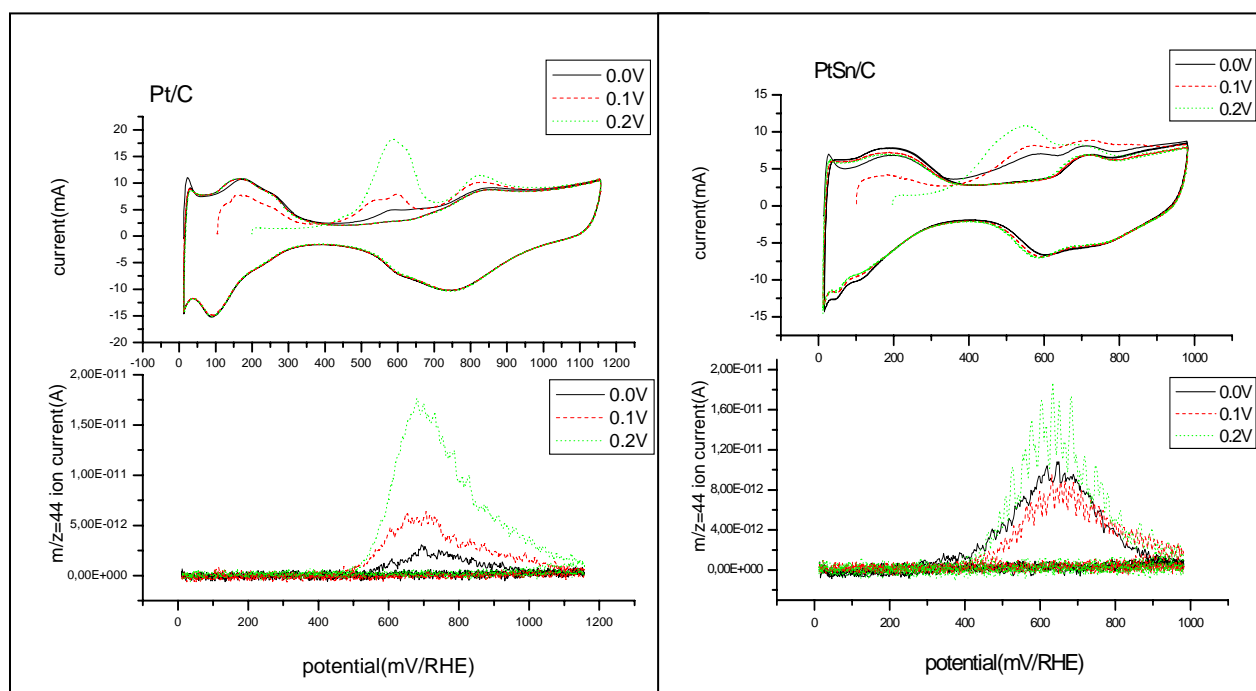 Pt/C
0.0V
0.1V
0.2V
current(mA)
20
15
10
5
0
-5
-10
-15
-20
-100 0 100 200 300 400 500 600 700 800 900 1000 1100 1200
m/z=44 ion current(A)
2,00E-011
1,50E-011
1,00E-011
5,00E-012
0,00E+000
0.0V
0.1V
0.2V
0 200 400 600 800 1000 1200
potential(mV/RHE)
PtSn/C
0.0V
0.1V
0.2V
current(mA)
15
10
5
0
-5
-10
-15
0 200 400 600 800 1000
m/z=44 ion current(A)
2,00E-011
1,60E-011
1,20E-011
8,00E-012
4,00E-012
0,00E+000
0.0V
0.1V
0.2V
0 200 400 600 800 1000
potential(mV/RHE)